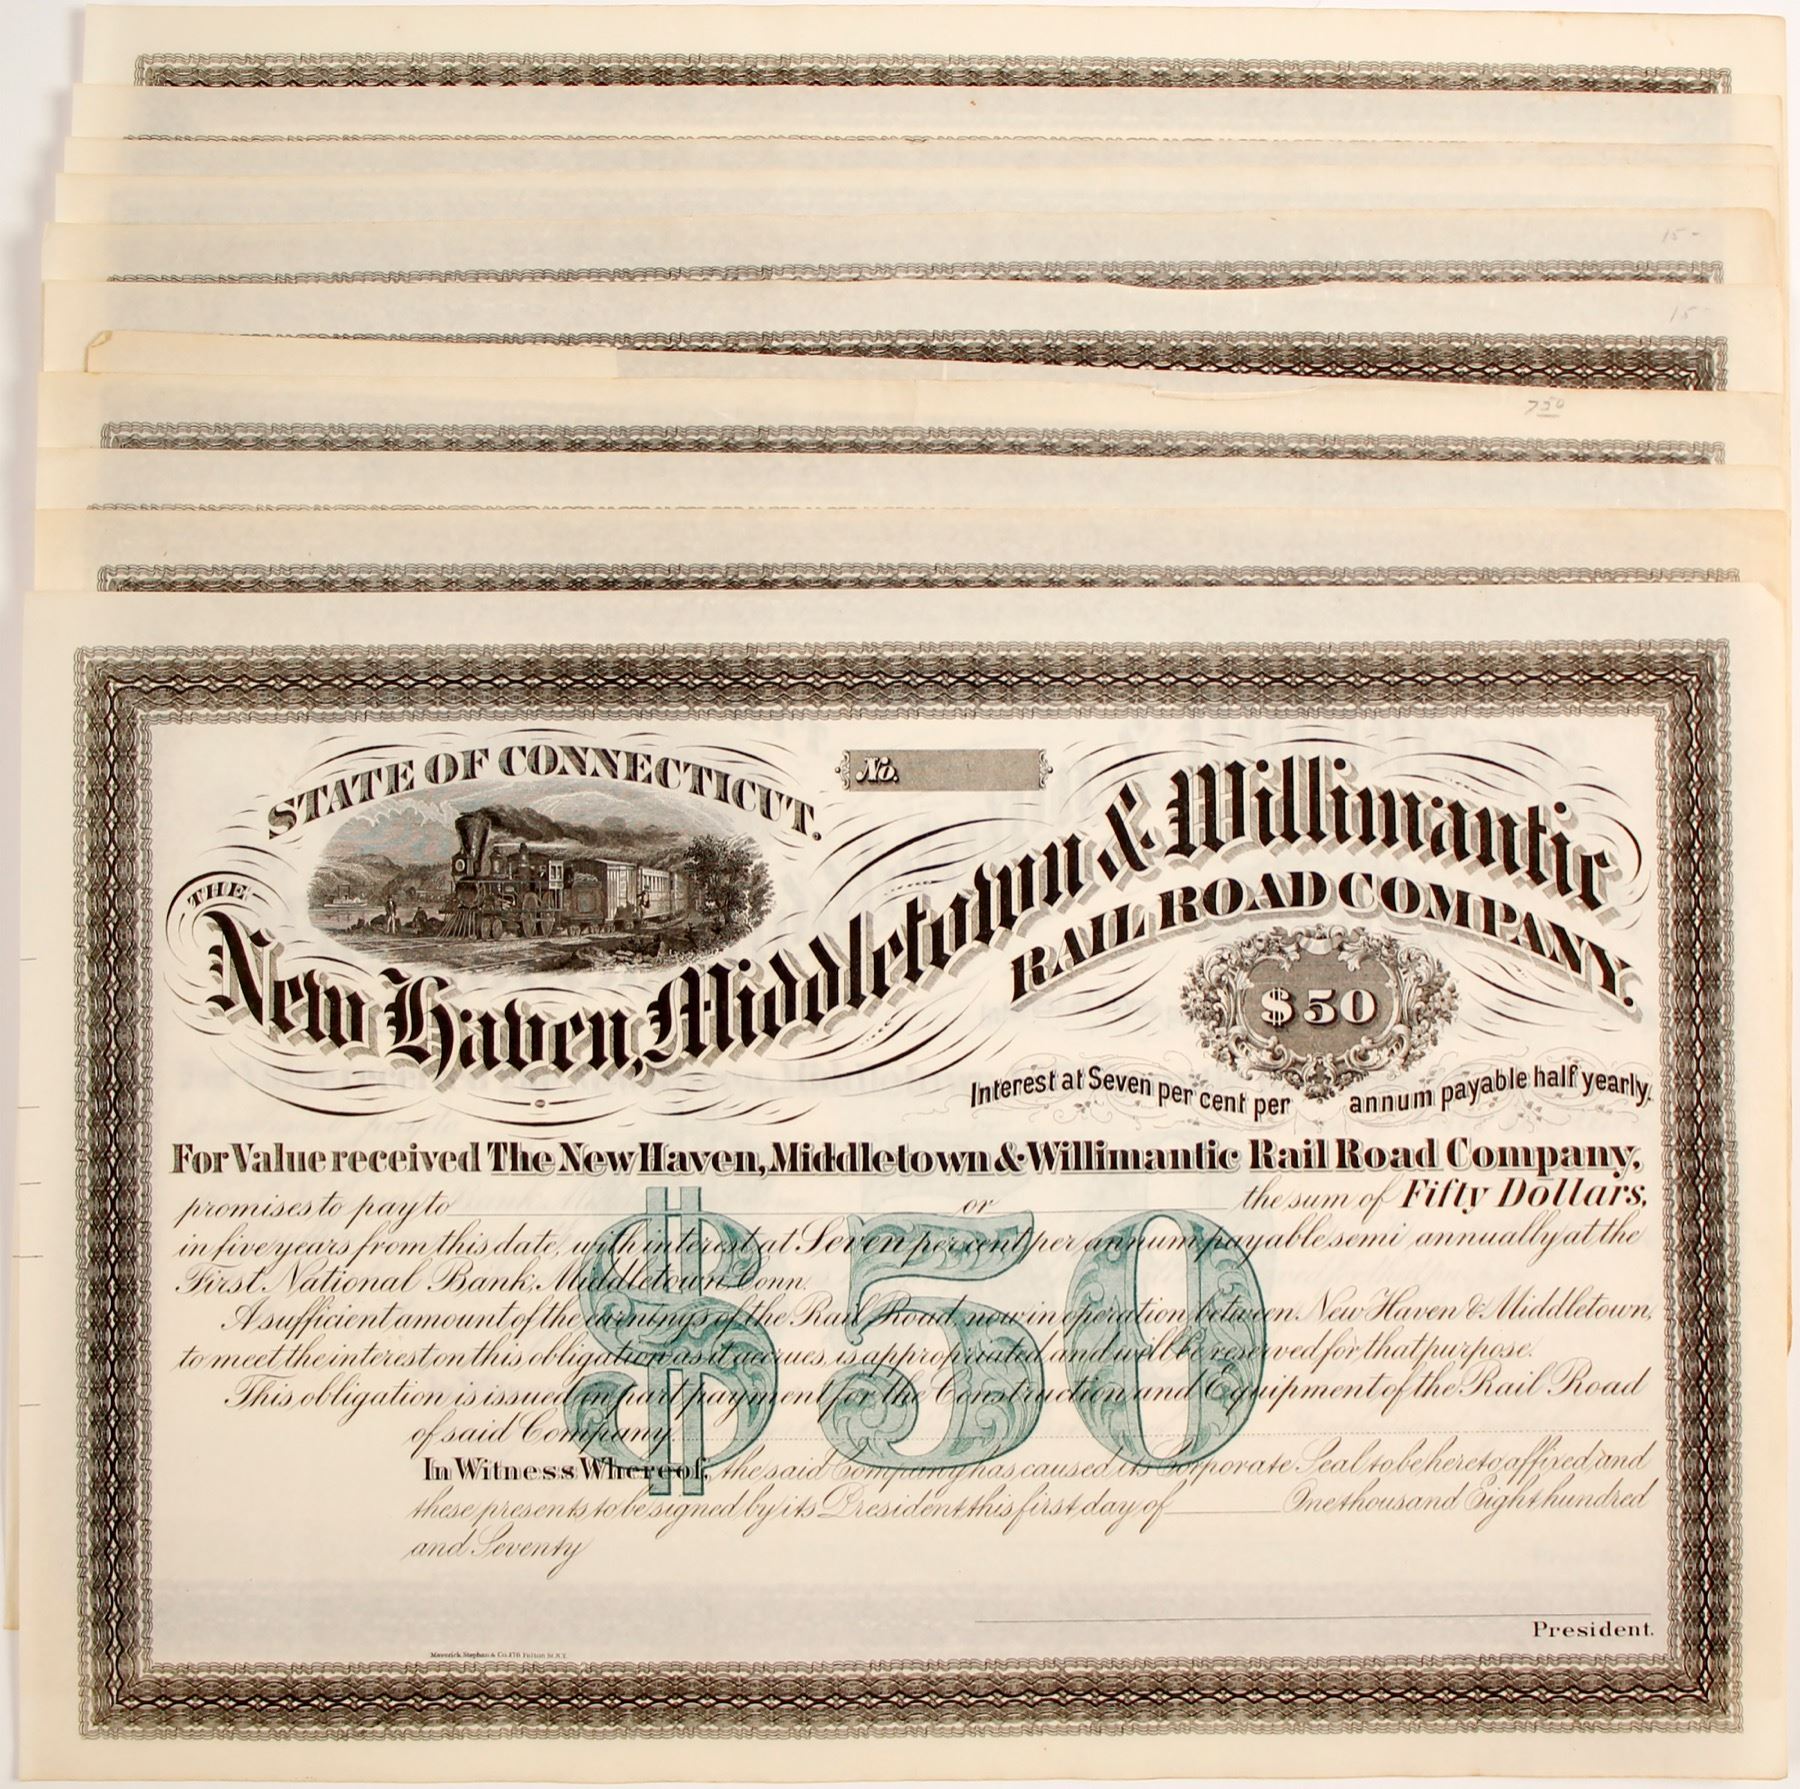 15-
15-
7 50
STATE OF CONNECTICUT.
No.
THE
New Haven, Middletown & Willimantic
RAIL ROAD COMPANY.
$50
Interest at Seven per cent per annum payable half yearly.
For Value received The New Haven, Middletown & Willimantic Rail Road Company,
promises to pay to or the sum of Fifty Dollars,
in five years from this date, with interest at Seven per cent per annum payable semi annually at the
First National Bank, Middletown Conn.
$50
A sufficient amount of the earnings of the Rail Road, now in operation between New Haven & Middletown,
to meet the interest on this obligation as it accrues, is appropriated and will be reserved for that purpose.
This obligation is issued in part payment for the Construction and Equipment of the Rail Road
of said Company.
In Witness Whereof, the said Company has caused its Corporate Seal to be hereto affixed and
these presents to be signed by its President this first day of One thousand Eight hundred
and Seventy
President.
Maverick Stephan & Co. 176 Fulton St. N.Y.